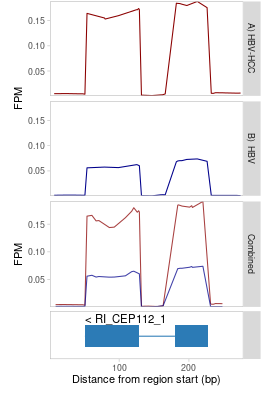 0.15
0.10
0.05
FPM
A) HBV-HCC
0.15
0.10
0.05
B) HBV
0.15
0.10
0.05
FPM
Combined
< RI_CEP112_1
100
200
Distance from region start (bp)